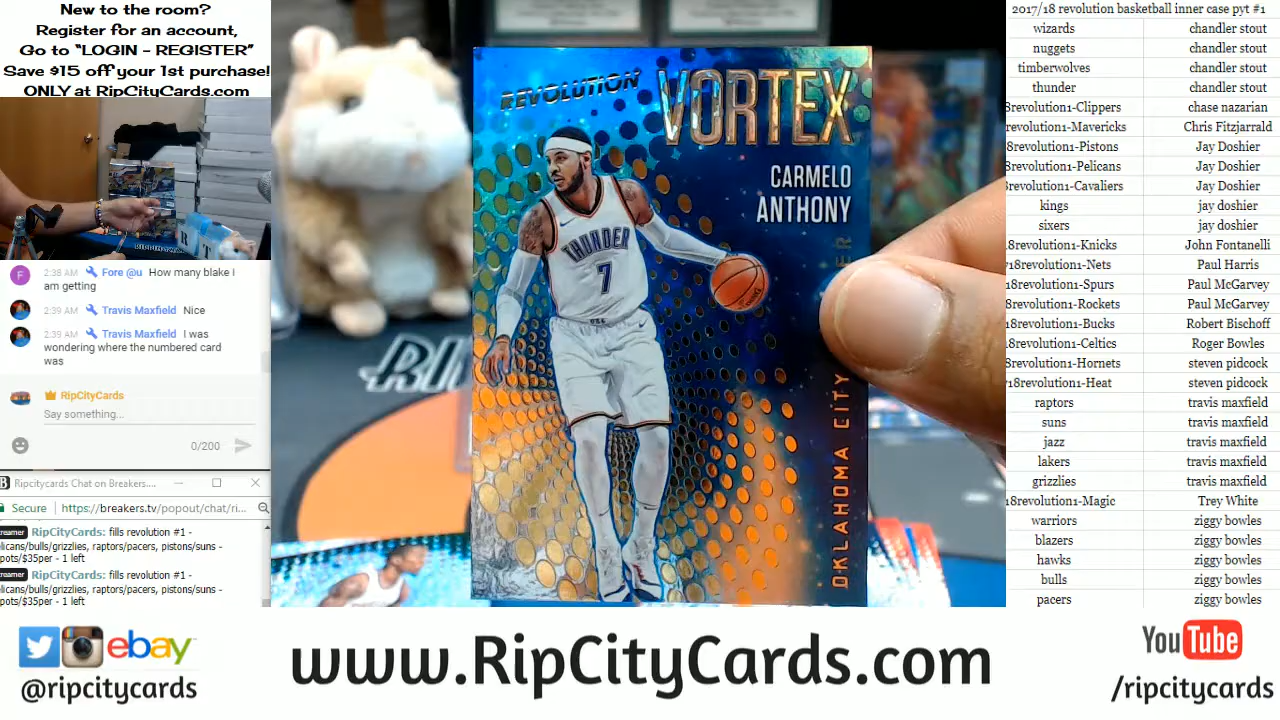 New to the room?
Register for an account,
Go to "LOGIN - REGISTER"
Save $15 off your 1st purchase!
ONLY at RipCityCards.com
F 2:38 AM Fore @u How many blake I
am getting
2:39 AM Travis Maxfield Nice
2:39 AM Travis Maxfield I was
wondering where the numbered card
was
RipCityCards
Say something...
0/200
Ripcitycards Chat on Breakers....
Secure https://breakers.tv/popout/chat/ri...
reamer RipCityCards: fills revolution #1 -
licans/bulls/grizzlies, raptors/pacers, pistons/suns -
pots/$35per - 1 left
reamer RipCityCards: fills revolution #1 -
licans/bulls/grizzlies, raptors/pacers, pistons/suns -
pots/$35per - 1 left
REVOLUTION
VORTEX
CARMELO
ANTHONY
THUNDER
7
OKLAHOMA CITY
ER
2017/18 revolution basketball inner case pyt #1
wizards chandler stout
nuggets chandler stout
timberwolves chandler stout
thunder chandler stout
8revolution1-Clippers chase nazarian
revolution1-Mavericks Chris Fitzjarrald
8revolution1-Pistons Jay Doshier
8revolution1-Pelicans Jay Doshier
8revolution1-Cavaliers Jay Doshier
kings jay doshier
sixers jay doshier
18revolution1-Knicks John Fontanelli
'18revolution1-Nets Paul Harris
18revolution1-Spurs Paul McGarvey
8revolution1-Rockets Paul McGarvey
18revolution1-Bucks Robert Bischoff
18revolution1-Celtics Roger Bowles
8revolution1-Hornets steven pidcock
'18revolution1-Heat steven pidcock
raptors travis maxfield
suns travis maxfield
jazz travis maxfield
lakers travis maxfield
grizzlies travis maxfield
18revolution1-Magic Trey White
warriors ziggy bowles
blazers ziggy bowles
hawks ziggy bowles
bulls ziggy bowles
pacers ziggy bowles
ebay
@ripcitycards
www.RipCityCards.com
YouTube
/ripcitycards